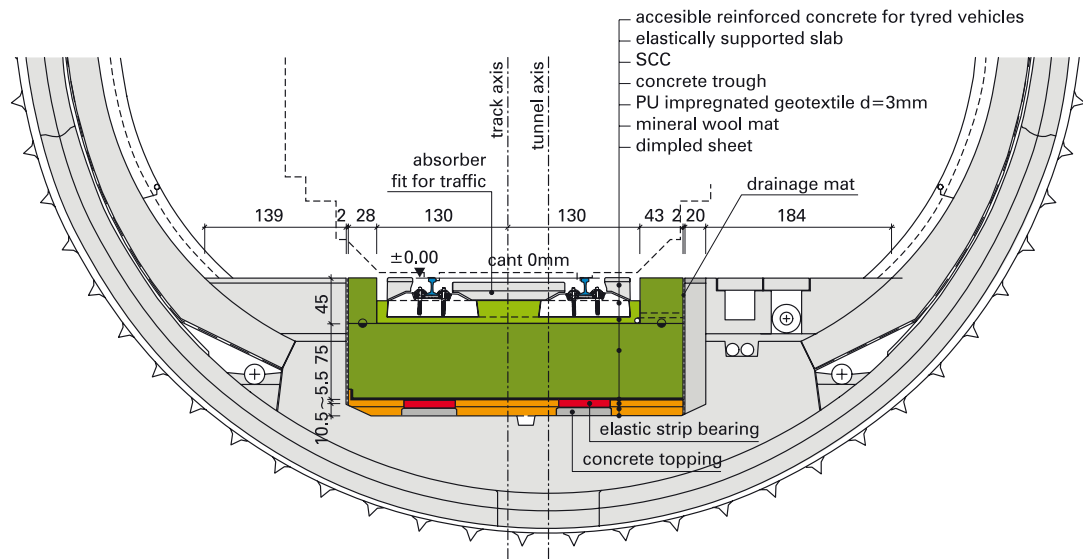 accesible reinforced concrete for tyred vehicles
elastically supported slab
SCC
concrete trough
PU impregnated geotextile d=3mm
mineral wool mat
dimpled sheet
track axis
tunnel axis
absorber
fit for traffic
drainage mat
139 2 28 130 130 43 2 20 184
±0,00
cant 0mm
45
75
~5.5
10.5
elastic strip bearing
concrete topping